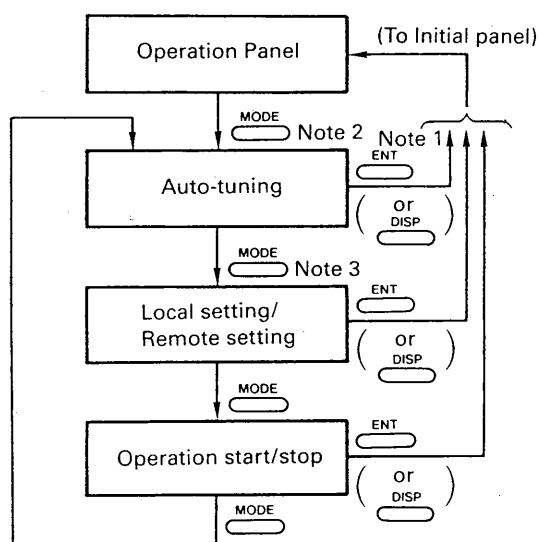 (To Initial panel)
Operation Panel
MODE
Note 2
Note 1
ENT
Auto-tuning
( or
DISP )
MODE
Note 3
ENT
Local setting/
Remote setting
( or
DISP )
MODE
ENT
Operation start/stop
( or
DISP )
MODE